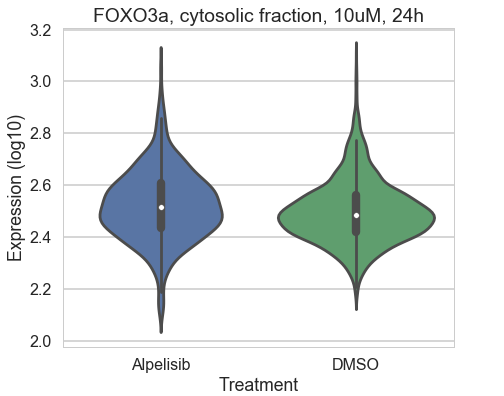 FOXO3a, cytosolic fraction, 10uM, 24h
Expression (log10)
3.2
3.0
2.8
2.6
2.4
2.2
2.0
Alpelisib DMSO
Treatment